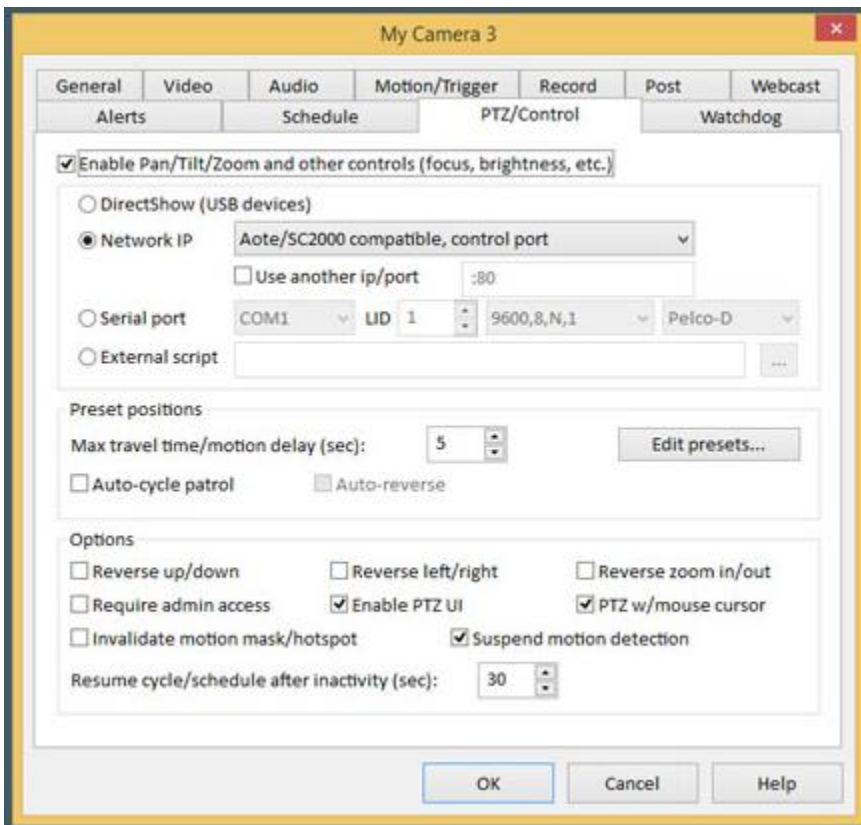 My Camera 3
General Video Audio Motion/Trigger Record Post Webcast
Alerts Schedule PTZ/Control Watchdog
Enable Pan/Tilt/Zoom and other controls (focus, brightness, etc.)
DirectShow (USB devices)
Network IP Aote/SC2000 compatible, control port
Use another ip/port :80
Serial port COM1 LID 1 9600,8,N,1 Pelco-D
External script ...
Preset positions
Max travel time/motion delay (sec): 5 Edit presets...
Auto-cycle patrol Auto-reverse
Options
Reverse up/down Reverse left/right Reverse zoom in/out
Require admin access Enable PTZ UI PTZ w/mouse cursor
Invalidate motion mask/hotspot Suspend motion detection
Resume cycle/schedule after inactivity (sec): 30
OK Cancel Help